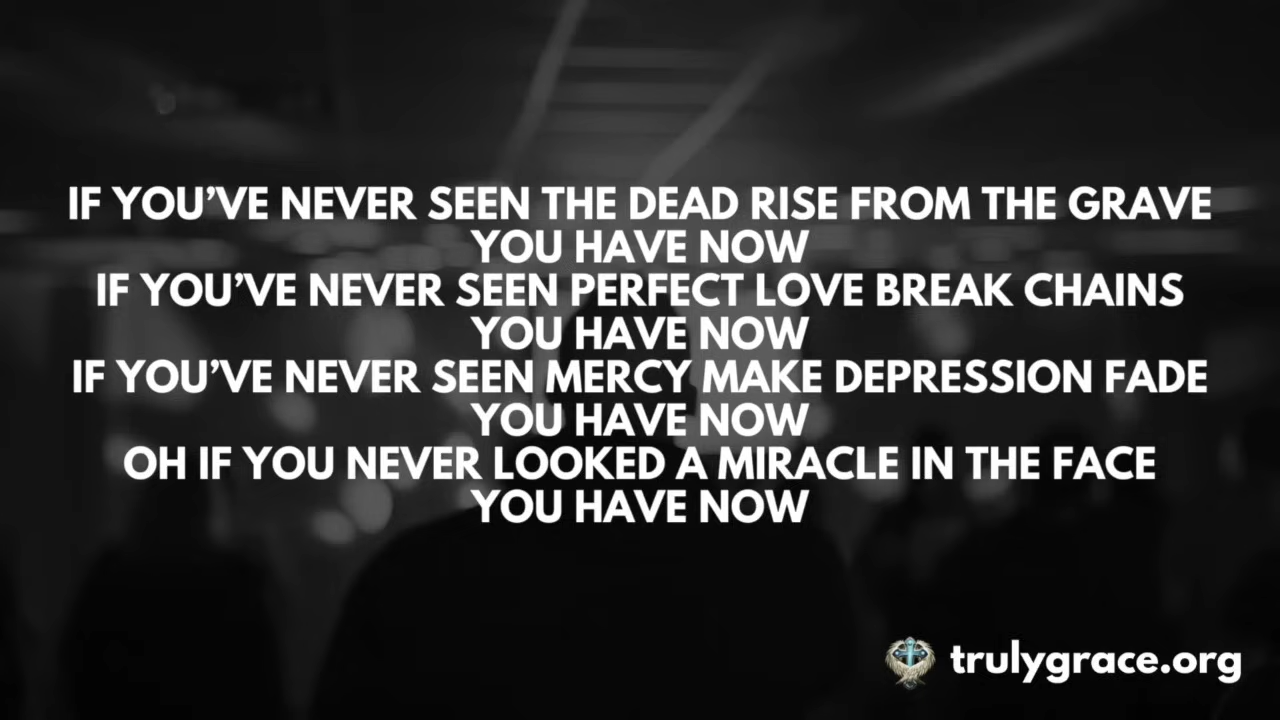 IF YOU’VE NEVER SEEN THE DEAD RISE FROM THE GRAVE
YOU HAVE NOW
IF YOU’VE NEVER SEEN PERFECT LOVE BREAK CHAINS
YOU HAVE NOW
IF YOU’VE NEVER SEEN MERCY MAKE DEPRESSION FADE
YOU HAVE NOW
OH IF YOU NEVER LOOKED A MIRACLE IN THE FACE
YOU HAVE NOW
trulygrace.org